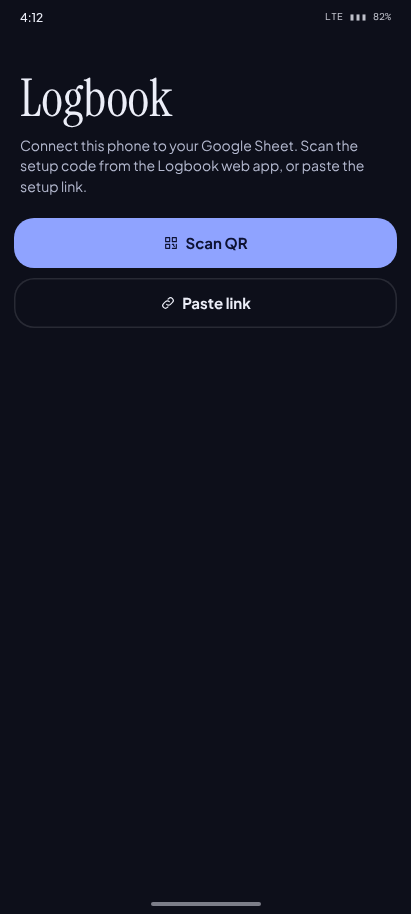 4:12
LTE 82%
Logbook
Connect this phone to your Google Sheet. Scan the
setup code from the Logbook web app, or paste the
setup link.
Scan QR
Paste link